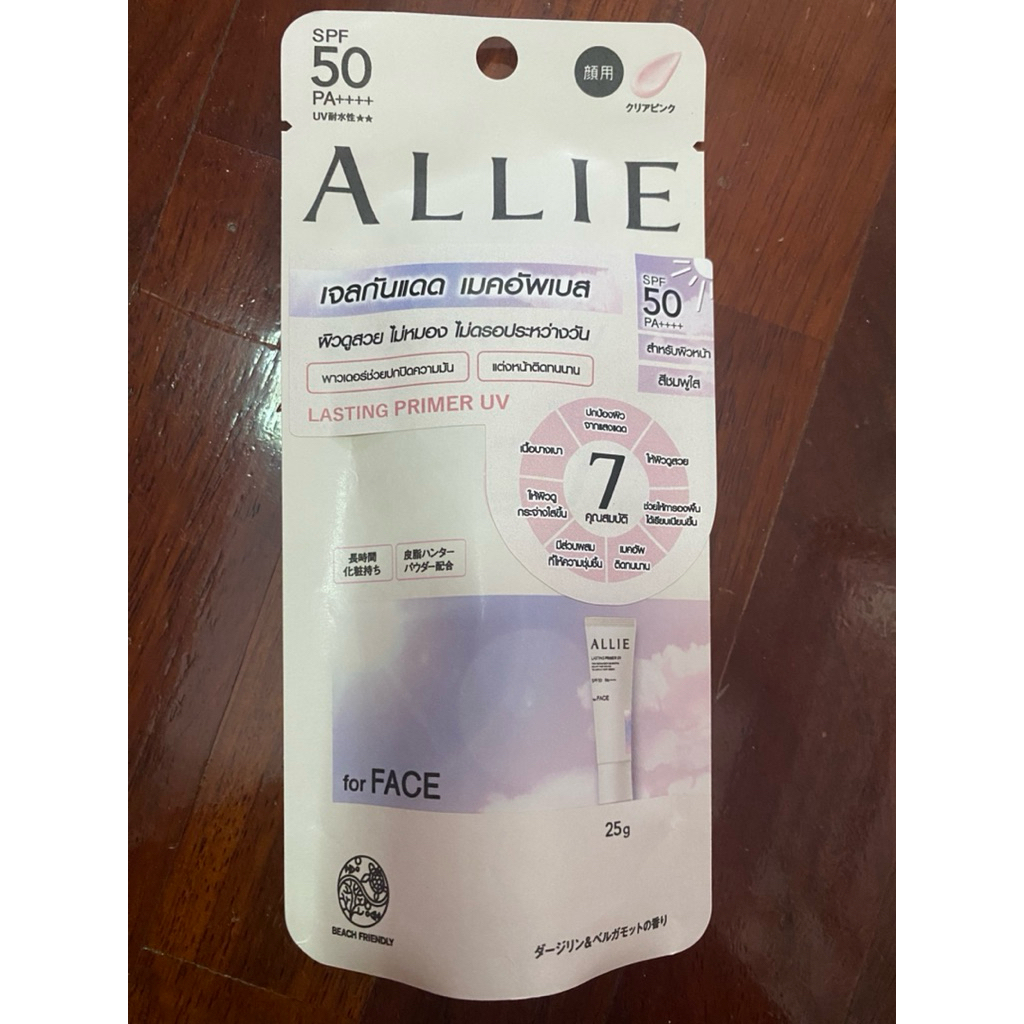 SPF
50
PA++++
UV耐水性★★
顔用
クリアピンク
ALLIE
เจลกันแดด เมคอัพเบส
ผิวดูสวย ไม่หมอง ไม่ดรอประหว่างวัน
พาวเดอร์ช่วยปกปิดความมัน
แต่งหน้าติดทนนาน
LASTING PRIMER UV
SPF
50
PA++++
สำหรับผิวหน้า
สีชมพูใส
7
คุณสมบัติ
ปกป้องผิว
จากแสงแดด
ให้ผิวดูสวย
ช่วยให้การรองพื้น
ได้เรียบเนียนขึ้น
เมคอัพ
ติดทนนาน
มีส่วนผสม
ที่ให้ความชุ่มชื้น
ให้ผิวดู
กระจ่างใสขึ้น
เนื้อบางเบา
長時間
化粧持ち
皮脂ハンター
パウダー配合
ALLIE
LASTING PRIMER UV
for FACE
for FACE
25g
BEACH FRIENDLY
ダージリン&ベルガモットの香り